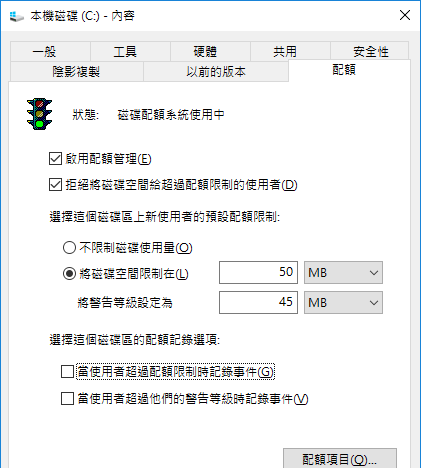 本機磁碟 (C:) - 內容
一般 工具 硬體 共用 安全性
陰影複製 以前的版本 配額
狀態: 磁碟配額系統使用中
啟用配額管理(E)
拒絕將磁碟空間給超過配額限制的使用者(D)
選擇這個磁碟區上新使用者的預設配額限制:
不限制磁碟使用量(O)
將磁碟空間限制在(L) 50 MB
將警告等級設定為 45 MB
選擇這個磁碟區的配額記錄選項:
當使用者超過配額限制時記錄事件(G)
當使用者超過他們的警告等級時記錄事件(V)
配額項目(Q)...